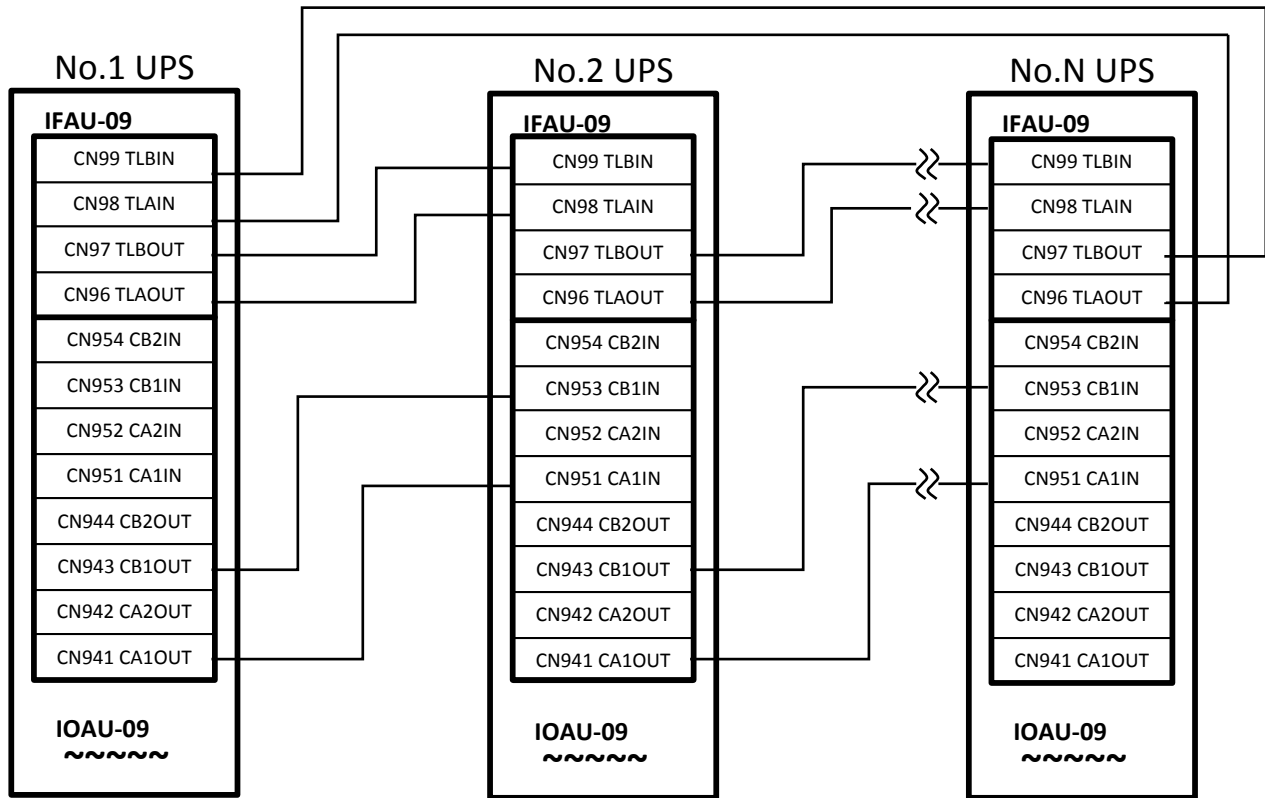 No.1 UPS
IFAU-09
CN99 TLBIN
CN98 TLAIN
CN97 TLBOUT
CN96 TLAOUT
CN954 CB2IN
CN953 CB1IN
CN952 CA2IN
CN951 CA1IN
CN944 CB2OUT
CN943 CB1OUT
CN942 CA2OUT
CN941 CA1OUT
IOAU-09
~~~~~
No.2 UPS
IFAU-09
CN99 TLBIN
CN98 TLAIN
CN97 TLBOUT
CN96 TLAOUT
CN954 CB2IN
CN953 CB1IN
CN952 CA2IN
CN951 CA1IN
CN944 CB2OUT
CN943 CB1OUT
CN942 CA2OUT
CN941 CA1OUT
IOAU-09
~~~~~
No.N UPS
IFAU-09
CN99 TLBIN
CN98 TLAIN
CN97 TLBOUT
CN96 TLAOUT
CN954 CB2IN
CN953 CB1IN
CN952 CA2IN
CN951 CA1IN
CN944 CB2OUT
CN943 CB1OUT
CN942 CA2OUT
CN941 CA1OUT
IOAU-09
~~~~~